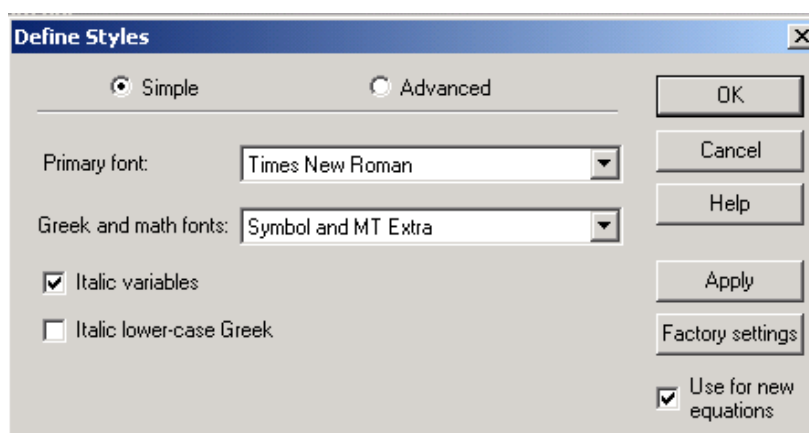 Define Styles
Simple
Advanced
OK
Primary font:
Times New Roman
Cancel
Greek and math fonts:
Symbol and MT Extra
Help
Italic variables
Apply
Italic lower-case Greek
Factory settings
Use for new
equations